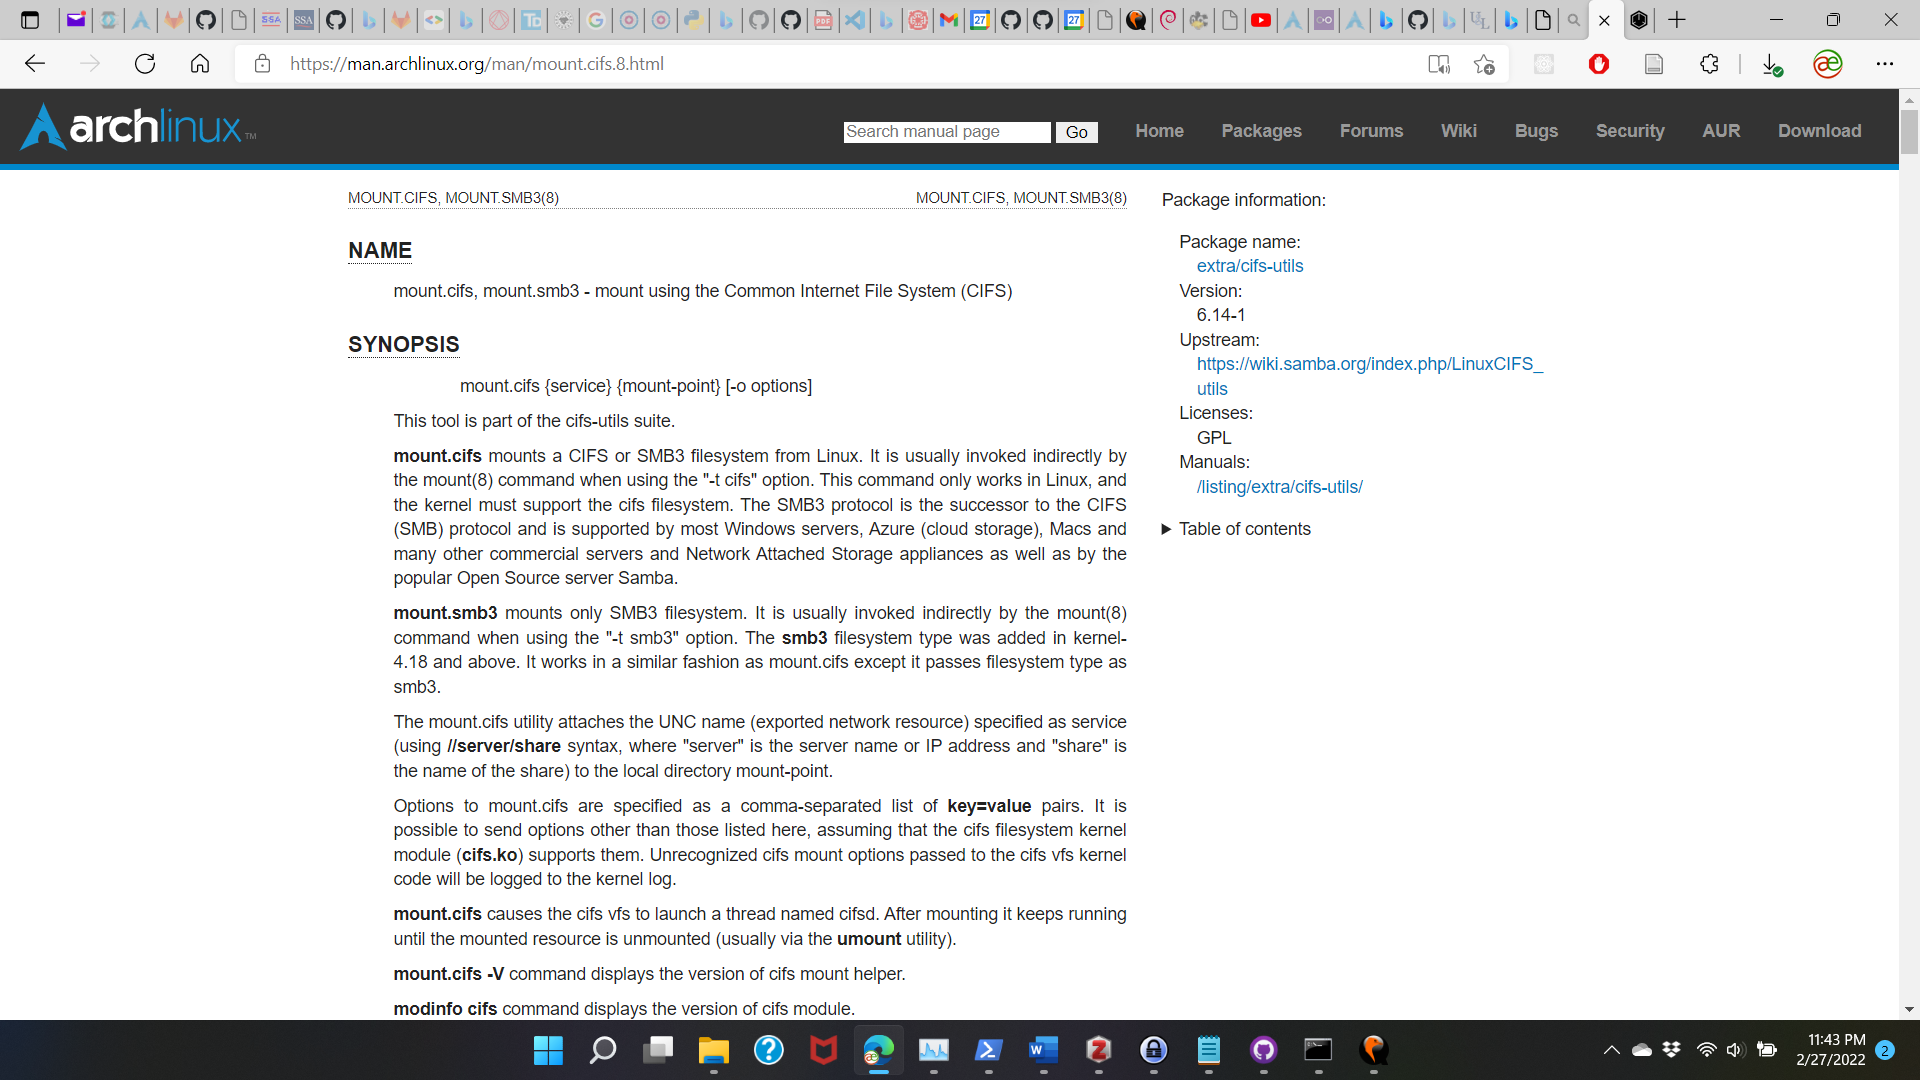 https://man.archlinux.org/man/mount.cifs.8.html
archlinux™
Search manual page Go Home Packages Forums Wiki Bugs Security AUR Download
MOUNT.CIFS, MOUNT.SMB3(8) MOUNT.CIFS, MOUNT.SMB3(8)
NAME
mount.cifs, mount.smb3 - mount using the Common Internet File System (CIFS)
SYNOPSIS
mount.cifs {service} {mount-point} [-o options]
This tool is part of the cifs-utils suite.
mount.cifs mounts a CIFS or SMB3 filesystem from Linux. It is usually invoked indirectly by
the mount(8) command when using the "-t cifs" option. This command only works in Linux, and
the kernel must support the cifs filesystem. The SMB3 protocol is the successor to the CIFS
(SMB) protocol and is supported by most Windows servers, Azure (cloud storage), Macs and
many other commercial servers and Network Attached Storage appliances as well as by the
popular Open Source server Samba.
mount.smb3 mounts only SMB3 filesystem. It is usually invoked indirectly by the mount(8)
command when using the "-t smb3" option. The smb3 filesystem type was added in kernel-
4.18 and above. It works in a similar fashion as mount.cifs except it passes filesystem type as
smb3.
The mount.cifs utility attaches the UNC name (exported network resource) specified as service
(using //server/share syntax, where "server" is the server name or IP address and "share" is
the name of the share) to the local directory mount-point.
Options to mount.cifs are specified as a comma-separated list of key=value pairs. It is
possible to send options other than those listed here, assuming that the cifs filesystem kernel
module (cifs.ko) supports them. Unrecognized cifs mount options passed to the cifs vfs kernel
code will be logged to the kernel log.
mount.cifs causes the cifs vfs to launch a thread named cifsd. After mounting it keeps running
until the mounted resource is unmounted (usually via the umount utility).
mount.cifs -V command displays the version of cifs mount helper.
modinfo cifs command displays the version of cifs module.
Package information:
Package name:
extra/cifs-utils
Version:
6.14-1
Upstream:
https://wiki.samba.org/index.php/LinuxCIFS_
utils
Licenses:
GPL
Manuals:
/listing/extra/cifs-utils/
Table of contents
11:43 PM
2/27/2022
2